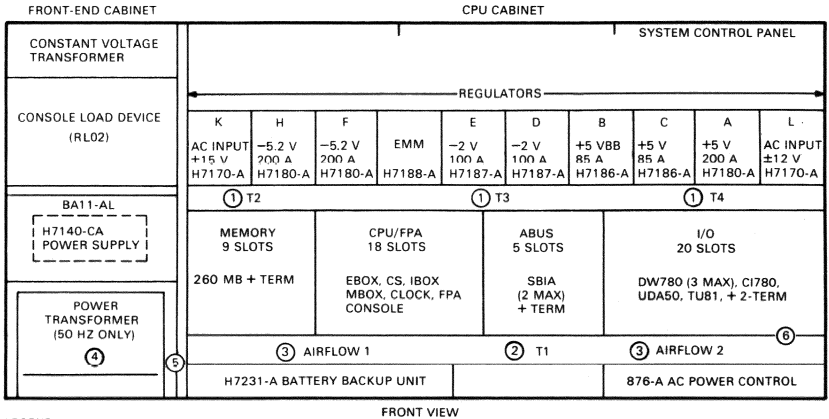 FRONT-END CABINET
CPU CABINET
CONSTANT VOLTAGE
TRANSFORMER
SYSTEM CONTROL PANEL
REGULATORS
CONSOLE LOAD DEVICE
(RL02)
K H F E D B C A L
AC INPUT −5.2 V −5.2 V EMM −2 V −2 V +5 VBB +5 V +5 V AC INPUT
±15 V 200 A 200 A 100 A 100 A 85 A 85 A 200 A ±12 V
H7170-A H7180-A H7180-A H7188-A H7187-A H7187-A H7186-A H7186-A H7180-A H7170-A
1 T2 1 T3 1 T4
BA11-AL
H7140-CA
POWER SUPPLY
MEMORY
9 SLOTS
260 MB + TERM
CPU/FPA
18 SLOTS
EBOX, CS, IBOX
MBOX, CLOCK, FPA
CONSOLE
ABUS
5 SLOTS
SBIA
(2 MAX)
+ TERM
I/O
20 SLOTS
DW780 (3 MAX), CI780,
UDA50, TU81, + 2-TERM
6
POWER
TRANSFORMER
(50 HZ ONLY)
4
5
3 AIRFLOW 1 2 T1 3 AIRFLOW 2
H7231-A BATTERY BACKUP UNIT 876-A AC POWER CONTROL
FRONT VIEW